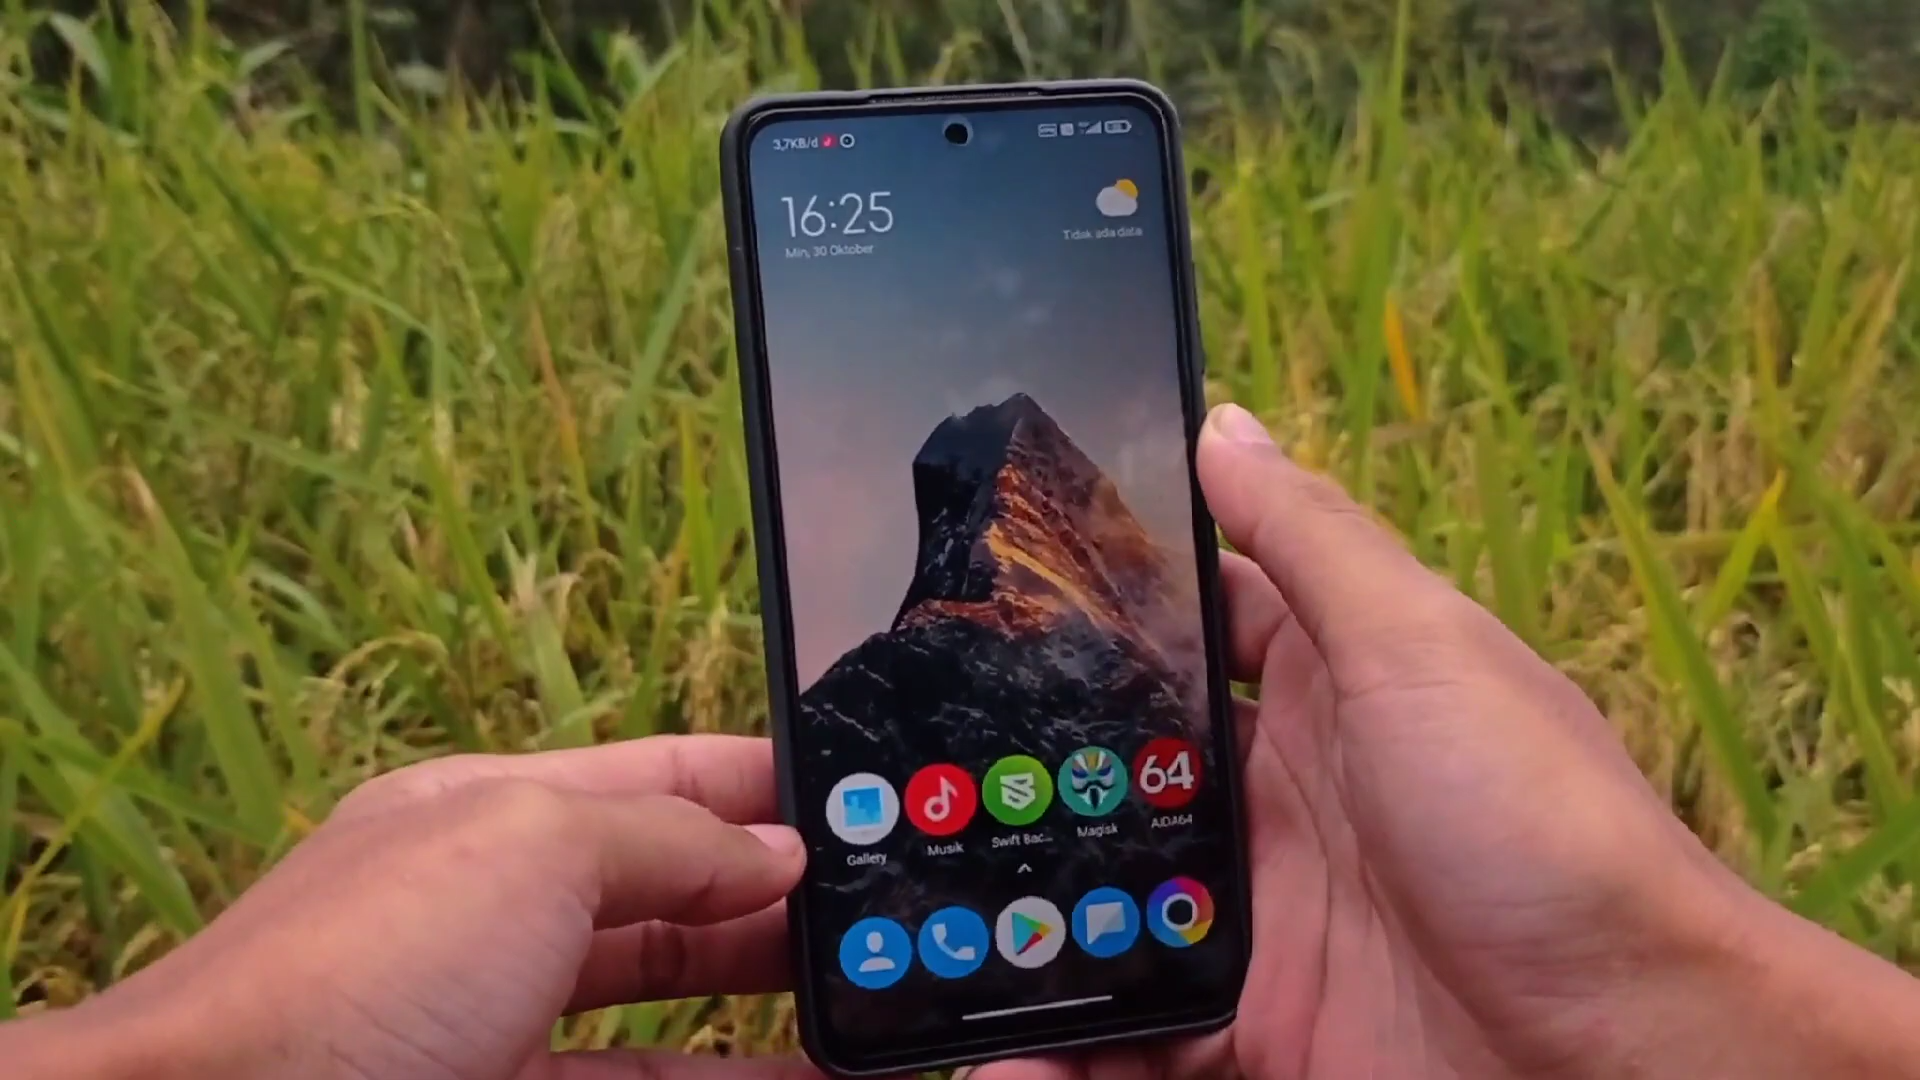 3,7KB/d
16:25
Min, 30 Oktober
Tidak ada data
64
Gallery
Musik
Swift Bac...
Magisk
AIDA64